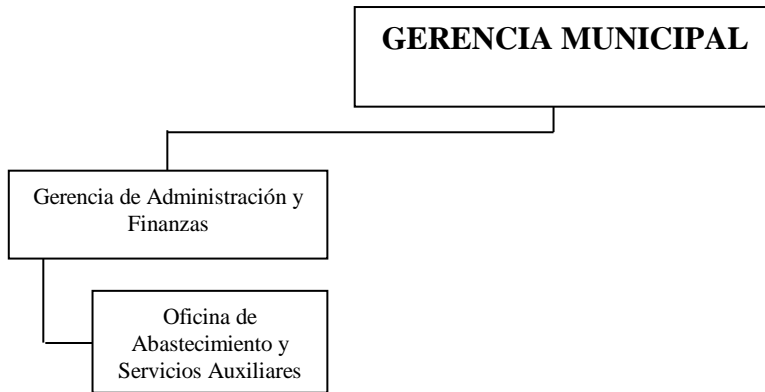 GERENCIA MUNICIPAL
Gerencia de Administración y
Finanzas
Oficina de
Abastecimiento y
Servicios Auxiliares